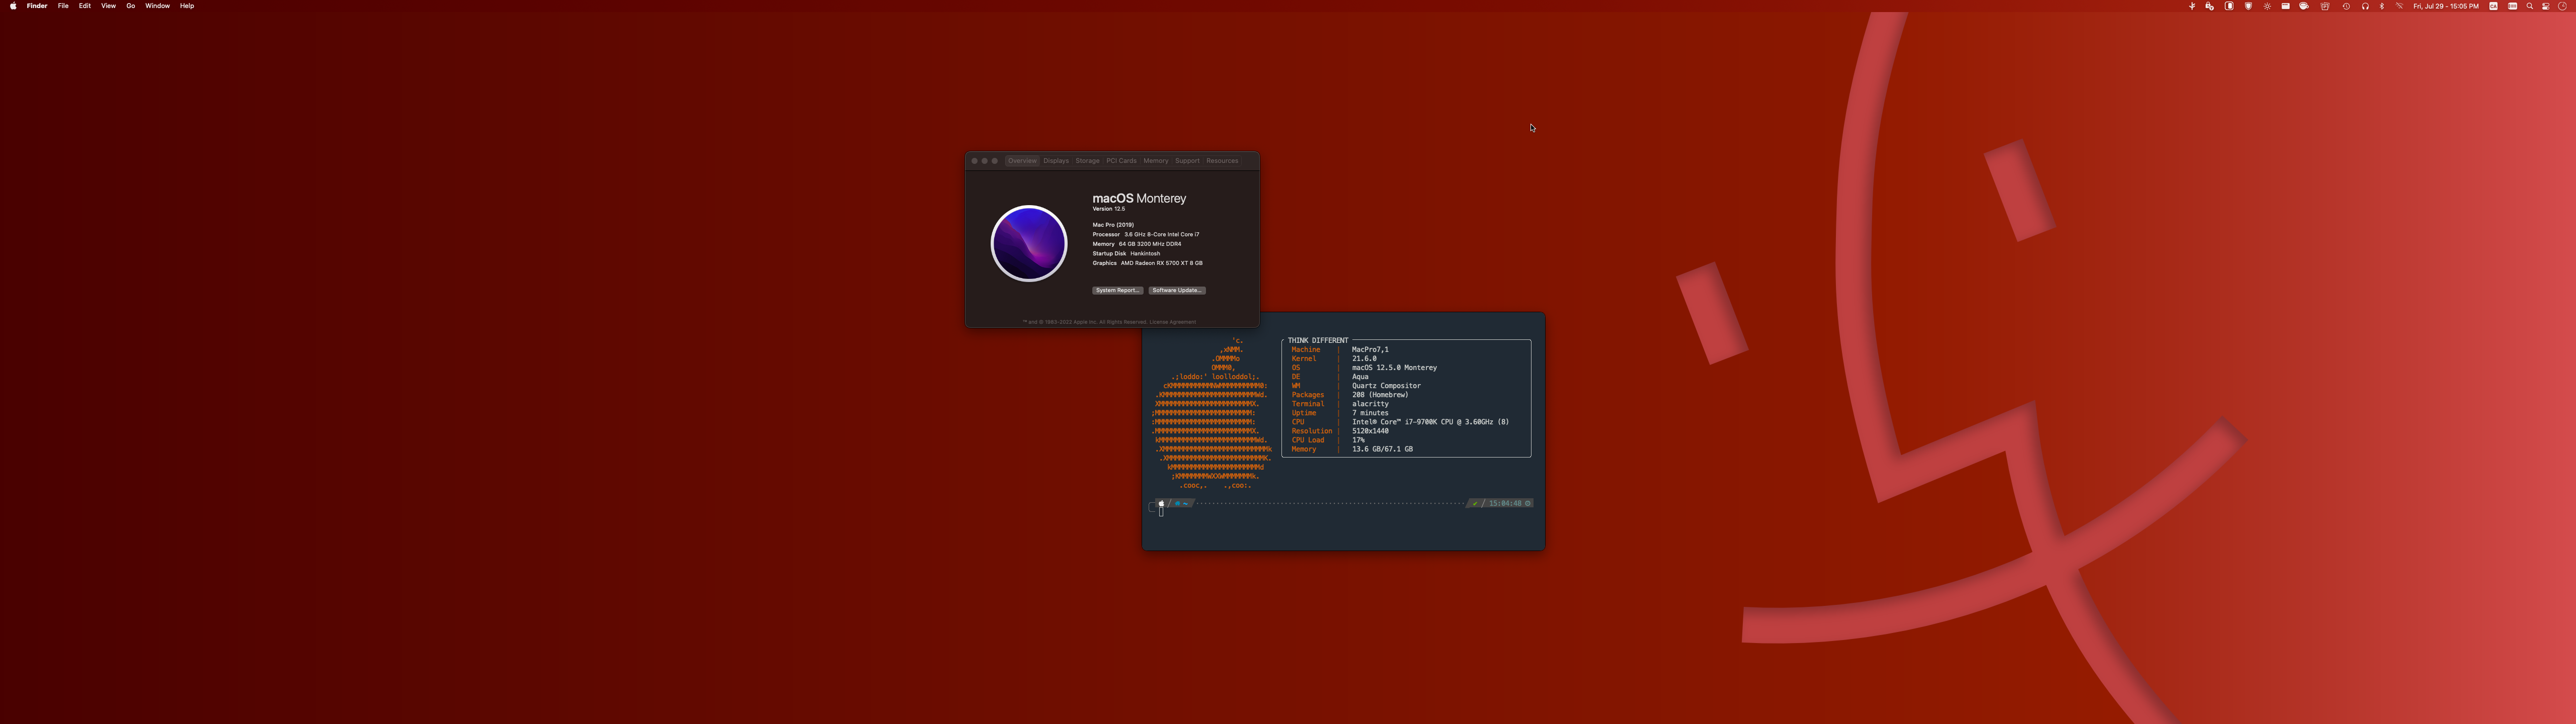 Finder File Edit View Go Window Help
Fri, Jul 29 - 15:05 PM
Overview Displays Storage PCI Cards Memory Support Resources
macOS Monterey
Version 12.5
Mac Pro (2019)
Processor 3.6 GHz 8-Core Intel Core i7
Memory 64 GB 3200 MHz DDR4
Startup Disk Hankintosh
Graphics AMD Radeon RX 5700 XT 8 GB
System Report... Software Update...
™ and © 1983-2022 Apple Inc. All Rights Reserved. License Agreement
THINK DIFFERENT
Machine | MacPro7,1
Kernel | 21.6.0
OS | macOS 12.5.0 Monterey
DE | Aqua
WM | Quartz Compositor
Packages | 208 (Homebrew)
Terminal | alacritty
Uptime | 7 minutes
CPU | Intel® Core™ i7-9700K CPU @ 3.60GHz (8)
Resolution | 5120x1440
CPU Load | 17%
Memory | 13.6 GB/67.1 GB
~ 15:04:48